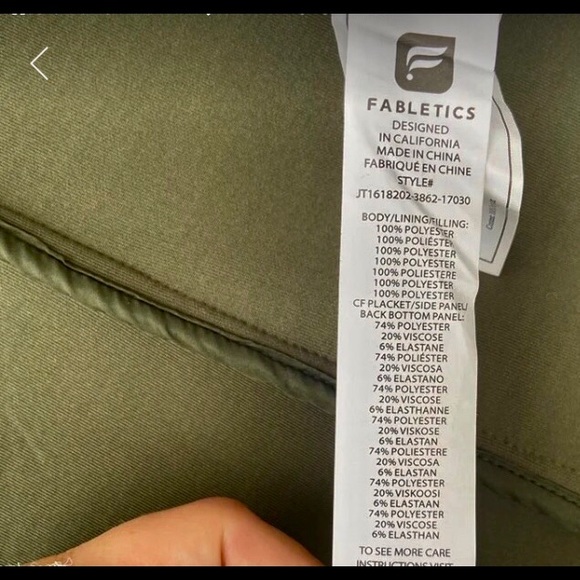 FABLETICS
DESIGNED
IN CALIFORNIA
MADE IN CHINA
FABRIQUÉ EN CHINE
STYLE#
JT1618202-3862-17030
BODY/LINING/FILLING:
100% POLYESTER
100% POLIÉSTER
100% POLYESTER
100% POLYESTER
100% POLIESTERE
100% POLYESTER
100% POLYESTER
CF PLACKET/SIDE PANEL/
BACK BOTTOM PANEL:
74% POLYESTER
20% VISCOSE
6% ELASTANE
74% POLIÉSTER
20% VISCOSA
6% ELASTANO
74% POLYESTER
20% VISCOSE
6% ELASTHANNE
74% POLYESTER
20% VISKOSE
6% ELASTAN
74% POLIESTERE
20% VISCOSA
6% ELASTAN
74% POLYESTER
20% VISKOOSI
6% ELASTAAN
74% POLYESTER
20% VISCOSE
6% ELASTHAN
TO SEE MORE CARE
INSTRUCTIONS VISIT